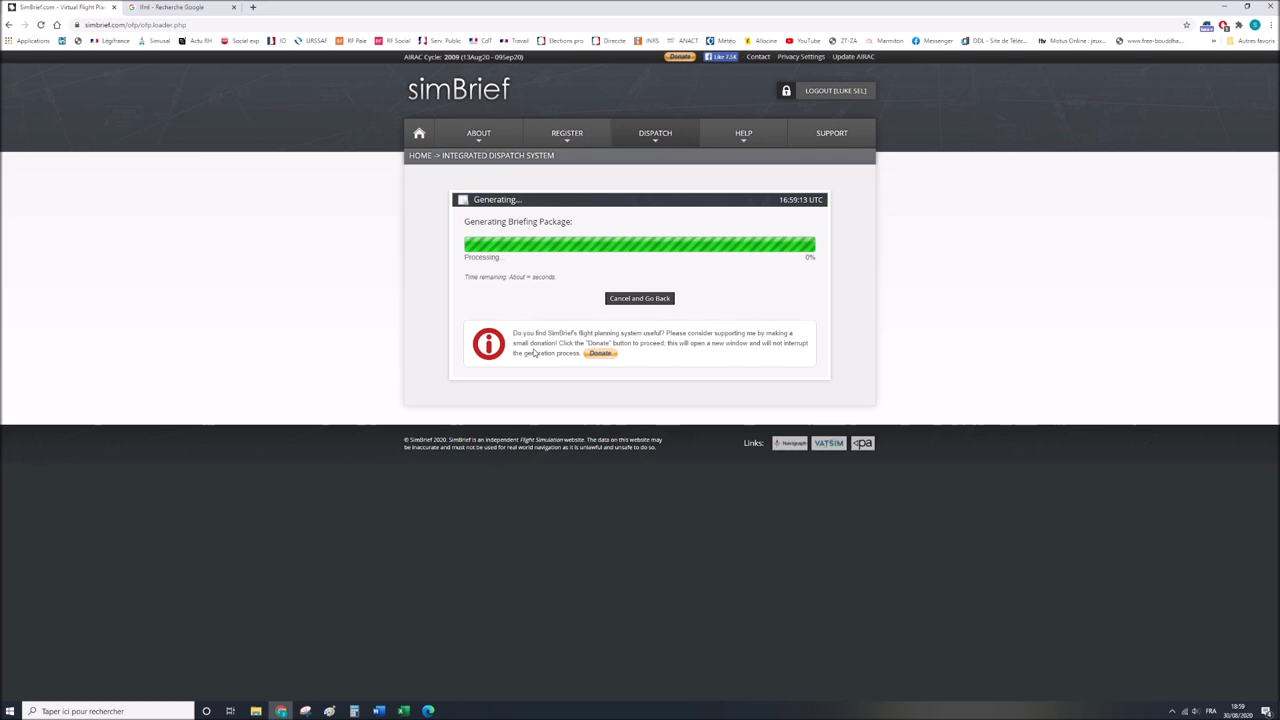 SimBrief.com - Virtual Flight Plan
lfml - Recherche Google
simbrief.com/ofp/ofp.loader.php
Applications Légifrance Simusal Actu RH Social exp IO URSSAF RF Paie RF Social Serv. Public CdT Travail Elections pro Direccte INRS ANACT Météo Allocine YouTube ZT-ZA Marmiton Messenger DDL - Site de Téléc... Motus Online : jeux... www.free-bouddha... Autres favoris
AIRAC Cycle: 2009 (13Aug20 - 09Sep20)
Donate Like 7.5K Contact Privacy Settings Update AIRAC
simBrief
LOGOUT [LUKE SEL]
ABOUT REGISTER DISPATCH HELP SUPPORT
HOME -> INTEGRATED DISPATCH SYSTEM
Generating... 16:59:13 UTC
Generating Briefing Package:
Processing... 0%
Time remaining: About ∞ seconds.
Cancel and Go Back
Do you find SimBrief's flight planning system useful? Please consider supporting me by making a
small donation! Click the "Donate" button to proceed; this will open a new window and will not interrupt
the generation process. Donate
© SimBrief 2020. SimBrief is an independent Flight Simulation website. The data on this website may
be inaccurate and must not be used for real world navigation as it is unlawful and unsafe to do so.
Links: Navigraph VATSIM vpa
Taper ici pour rechercher
FRA
18:59
30/08/2020